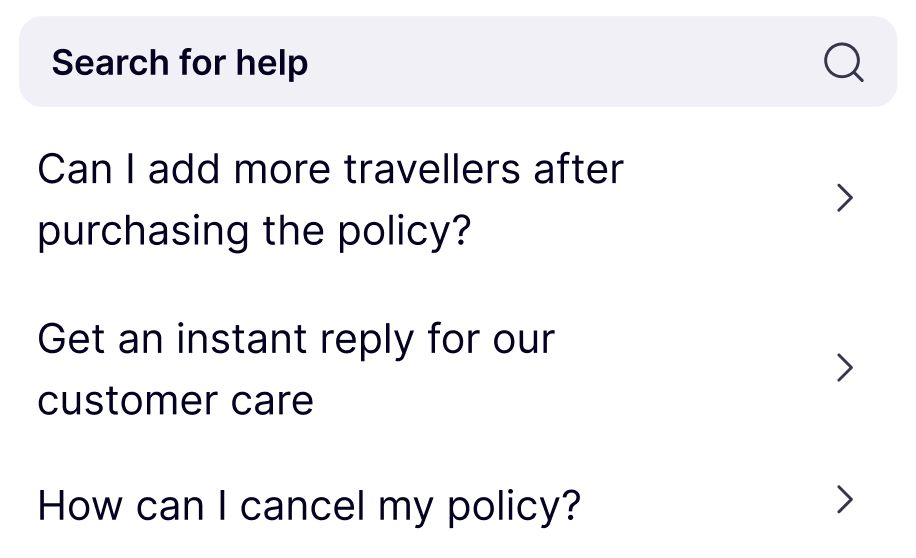 Search for help
Can I add more travellers after
purchasing the policy?
Get an instant reply for our
customer care
How can I cancel my policy?